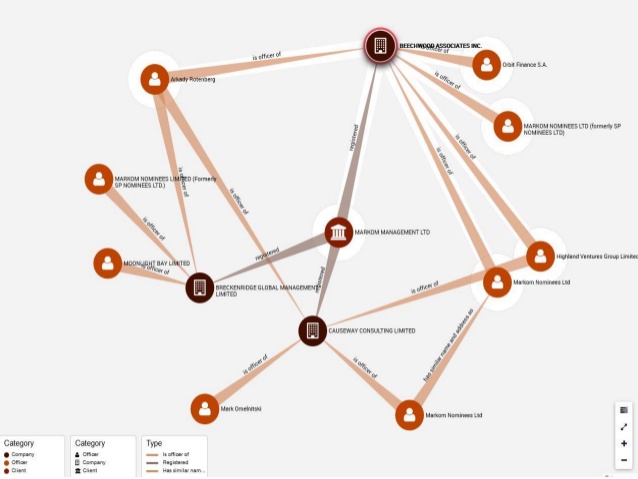 BEECHWOOD ASSOCIATES INC.
is officer of
is officer of
Orbit Finance S.A.
Arkady Rotenberg
is officer of
MARKOM NOMINEES LTD (formerly SP
NOMINEES LTD)
registered
is officer of
is officer of
MARKOM NOMINEES LIMITED (Formerly
SP NOMINEES LTD.)
is officer of
is officer of
is officer of
MARKOM MANAGEMENT LTD
registered
Highland Ventures Group Limited
MOONLIGHT BAY LIMITED
is officer of
registered
BRECKENRIDGE GLOBAL MANAGEMENT
LIMITED
is officer of
Markom Nominees Ltd
CAUSEWAY CONSULTING LIMITED
has similar name and address as
is officer of
is officer of
Mark Omelnitski
Markom Nominees Ltd
Category
Company
Officer
Client
Category
Officer
Company
Client
Type
Is officer of
Registered
Has similar nam...